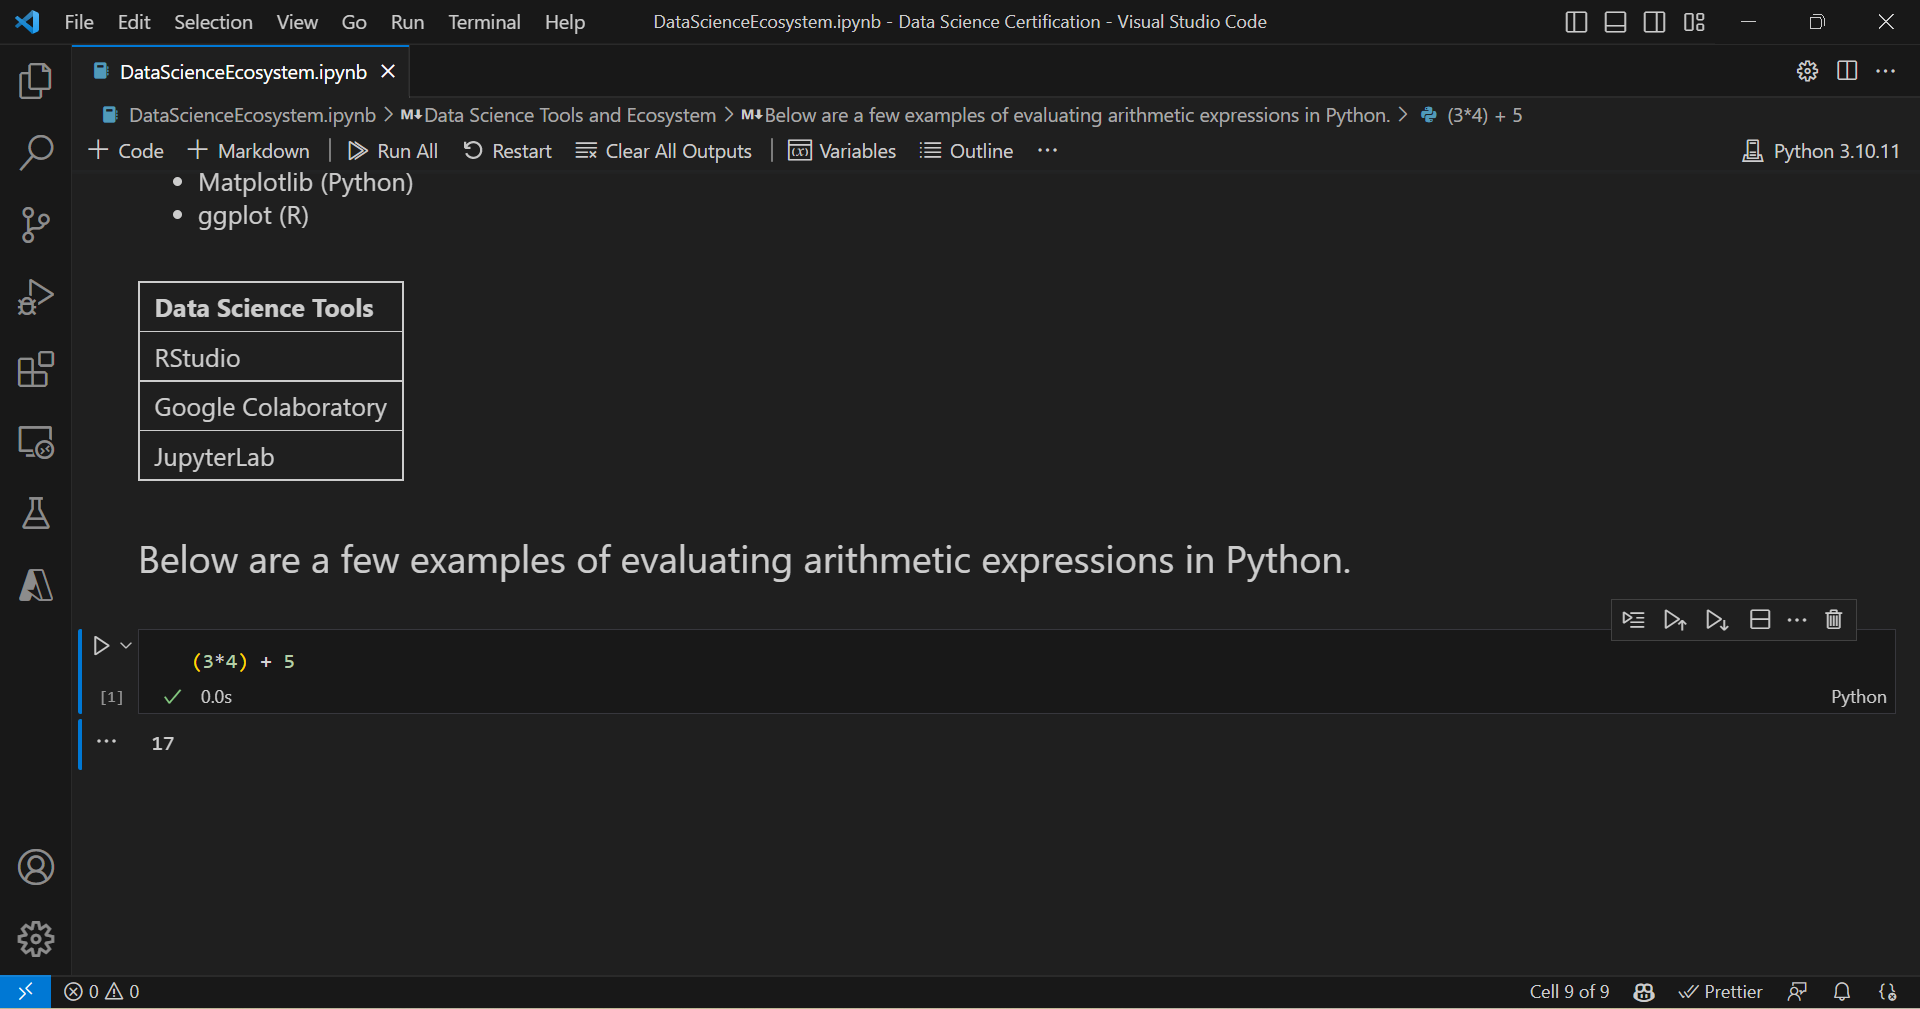 File Edit Selection View Go Run Terminal Help DataScienceEcosystem.ipynb - Data Science Certification - Visual Studio Code
DataScienceEcosystem.ipynb
DataScienceEcosystem.ipynb > M↓Data Science Tools and Ecosystem > M↓Below are a few examples of evaluating arithmetic expressions in Python. > (3*4) + 5
+ Code + Markdown | Run All Restart Clear All Outputs | Variables Outline ··· Python 3.10.11
• Matplotlib (Python)
• ggplot (R)
Data Science Tools
RStudio
Google Colaboratory
JupyterLab
Below are a few examples of evaluating arithmetic expressions in Python.
(3*4) + 5
[1] ✓ 0.0s Python
··· 17
0 0 Cell 9 of 9 Prettier